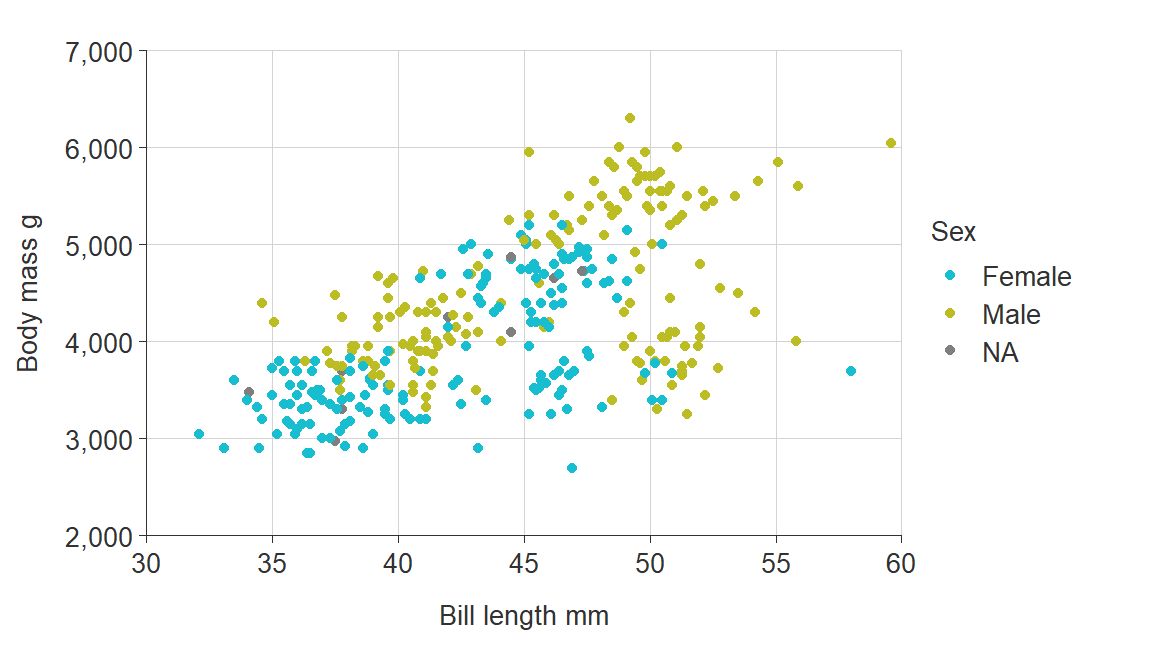 7,000
6,000
5,000
4,000
3,000
2,000
Body mass g
30 35 40 45 50 55 60
Bill length mm
Sex
Female
Male
NA